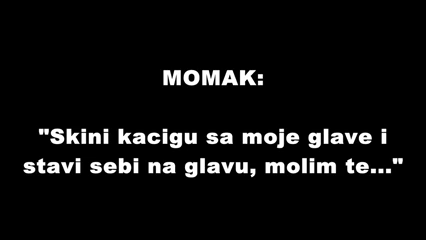 MOMAK:
"Skini kacigu sa moje glave i
stavi sebi na glavu, molim te..."